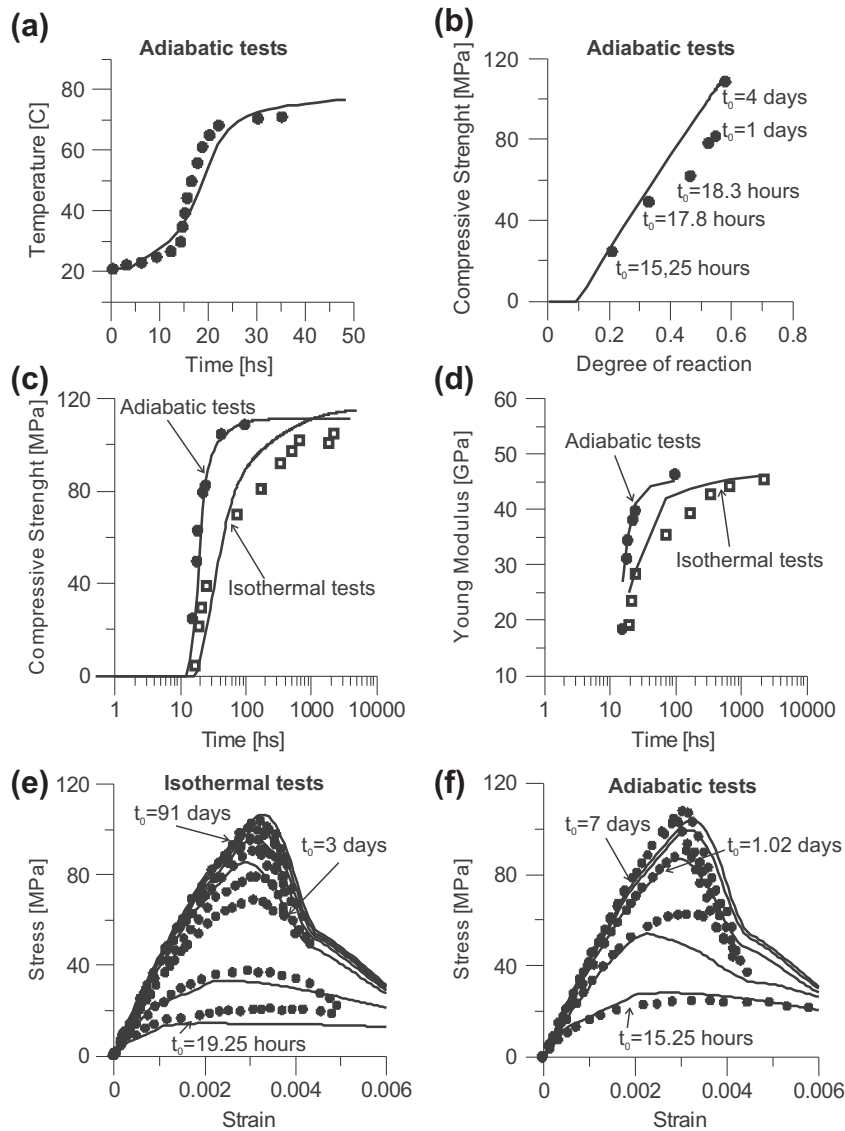 (a)
Adiabatic tests
Temperature [C]
80
60
40
20
0 10 20 30 40 50
Time [hs]
(b)
Adiabatic tests
Compressive Strenght [MPa]
120
80
40
0
t₀=4 days
t₀=1 days
t₀=18.3 hours
t₀=17.8 hours
t₀=15,25 hours
0 0.2 0.4 0.6 0.8
Degree of reaction
(c)
Compressive Strenght [MPa]
120
80
40
0
Adiabatic tests
Isothermal tests
1 10 100 1000 10000
Time [hs]
(d)
Young Modulus [GPa]
60
50
40
30
20
10
Adiabatic tests
Isothermal tests
1 10 100 1000 10000
Time [hs]
(e)
Isothermal tests
Stress [MPa]
120
80
40
0
t₀=91 days
t₀=3 days
t₀=19.25 hours
0 0.002 0.004 0.006
Strain
(f)
Adiabatic tests
Stress [MPa]
120
80
40
0
t₀=7 days
t₀=1.02 days
t₀=15.25 hours
0 0.002 0.004 0.006
Strain